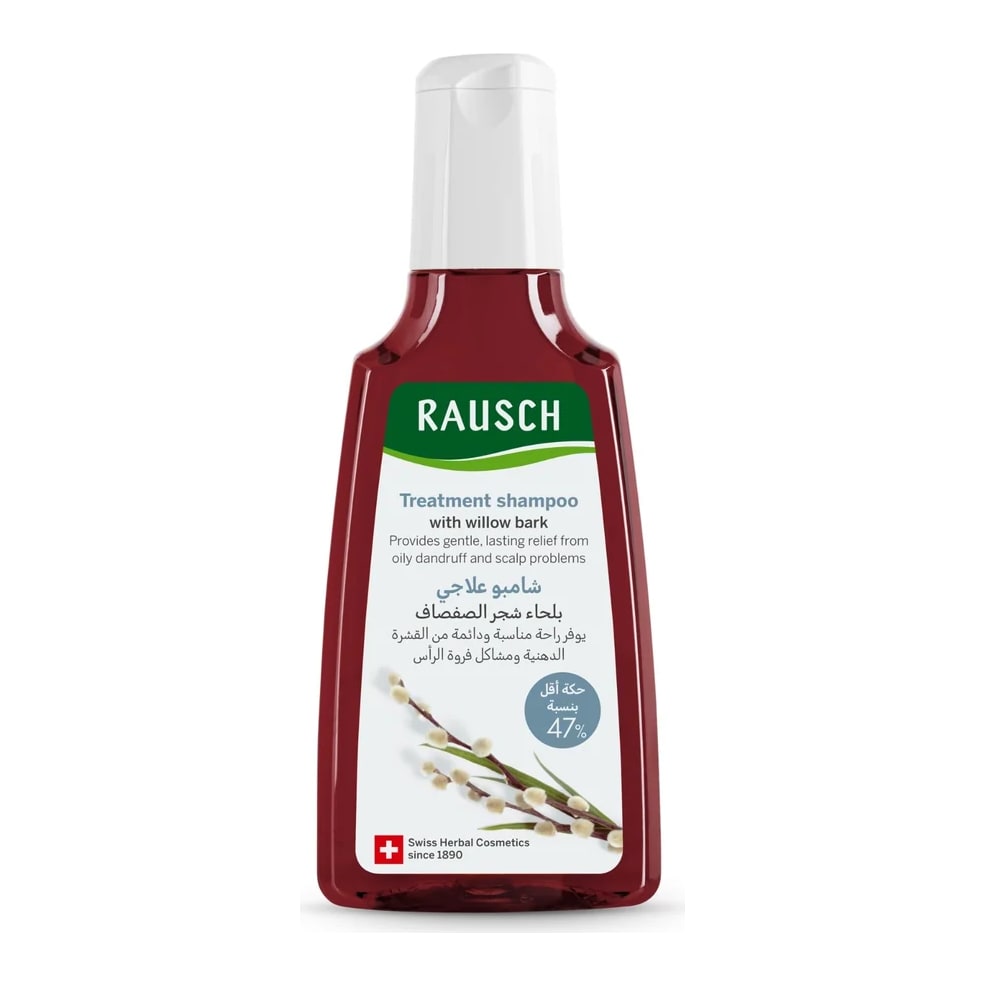 RAUSCH
Treatment shampoo
with willow bark
Provides gentle, lasting relief from
oily dandruff and scalp problems
شامبو علاجي
بلحاء شجر الصفصاف
يوفر راحة مناسبة ودائمة من القشرة
الدهنية ومشاكل فروة الرأس
حكة أقل
بنسبة
47%
Swiss Herbal Cosmetics
since 1890